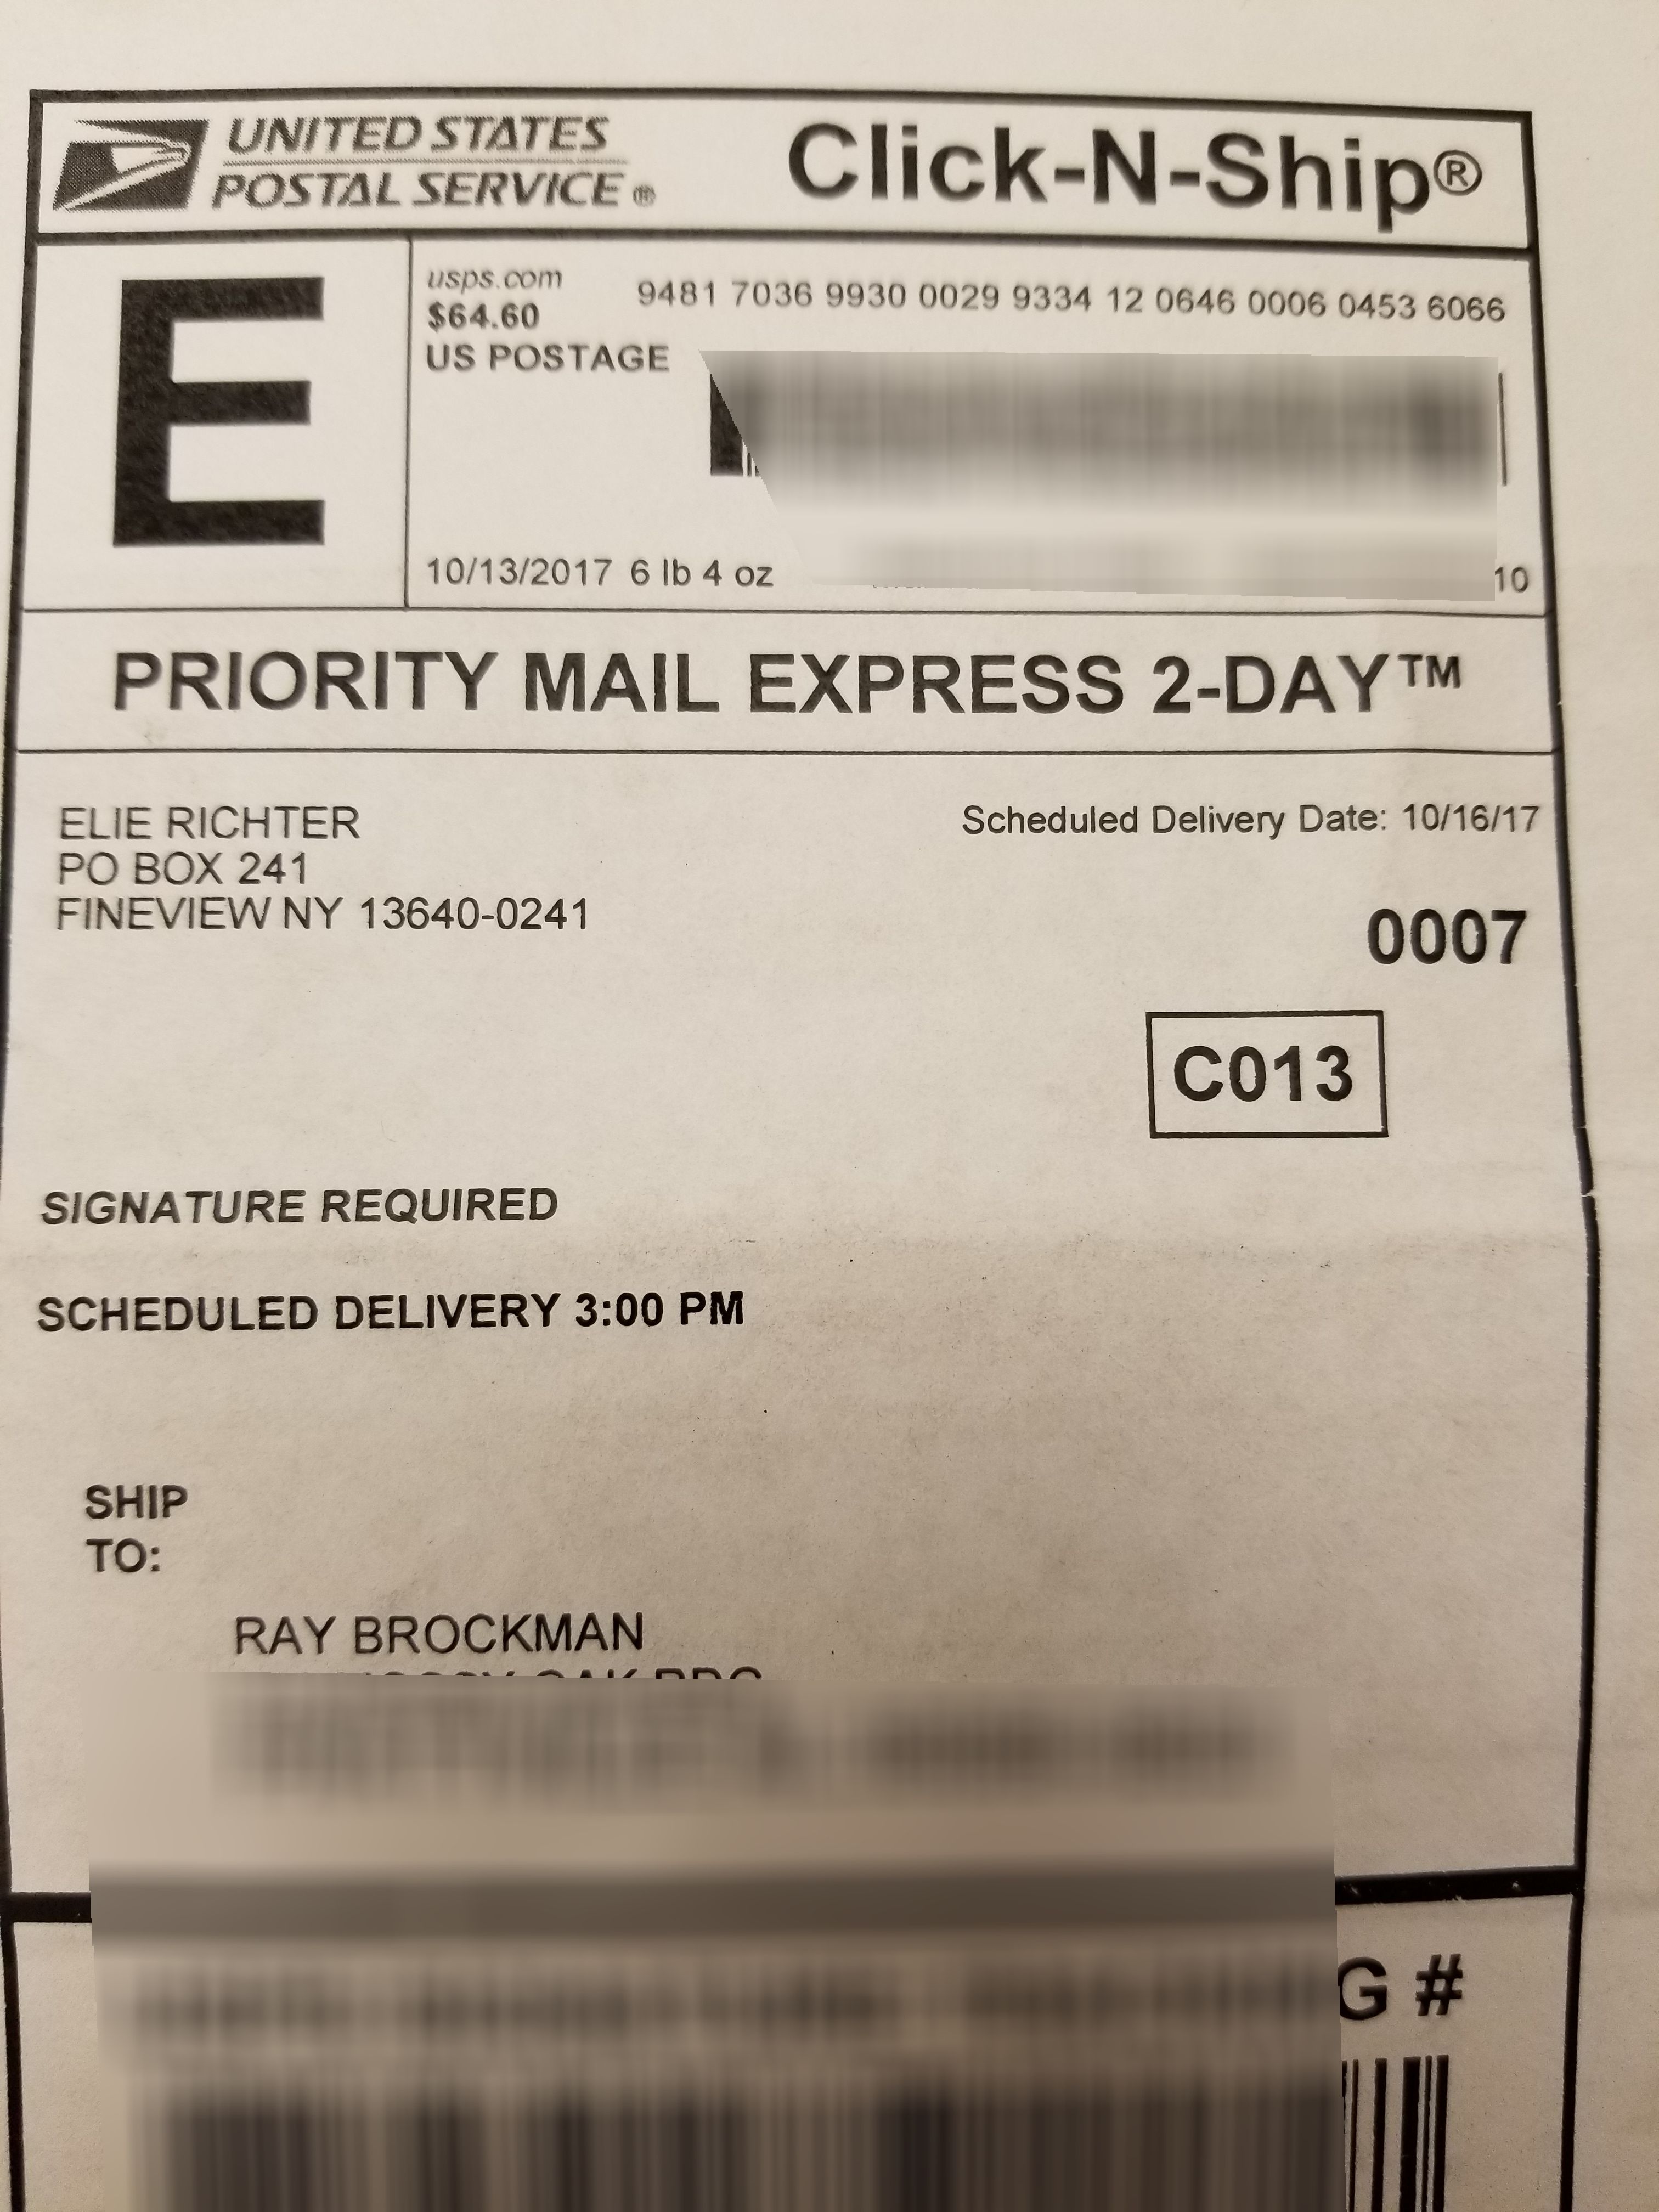 UNITED STATES
POSTAL SERVICE®
Click-N-Ship®
E
usps.com
$64.60
US POSTAGE
9481 7036 9930 0029 9334 12 0646 0006 0453 6066
10/13/2017 6 lb 4 oz
10
PRIORITY MAIL EXPRESS 2-DAY™
ELIE RICHTER
PO BOX 241
FINEVIEW NY 13640-0241
Scheduled Delivery Date: 10/16/17
0007
C013
SIGNATURE REQUIRED
SCHEDULED DELIVERY 3:00 PM
SHIP
TO:
RAY BROCKMAN
G #